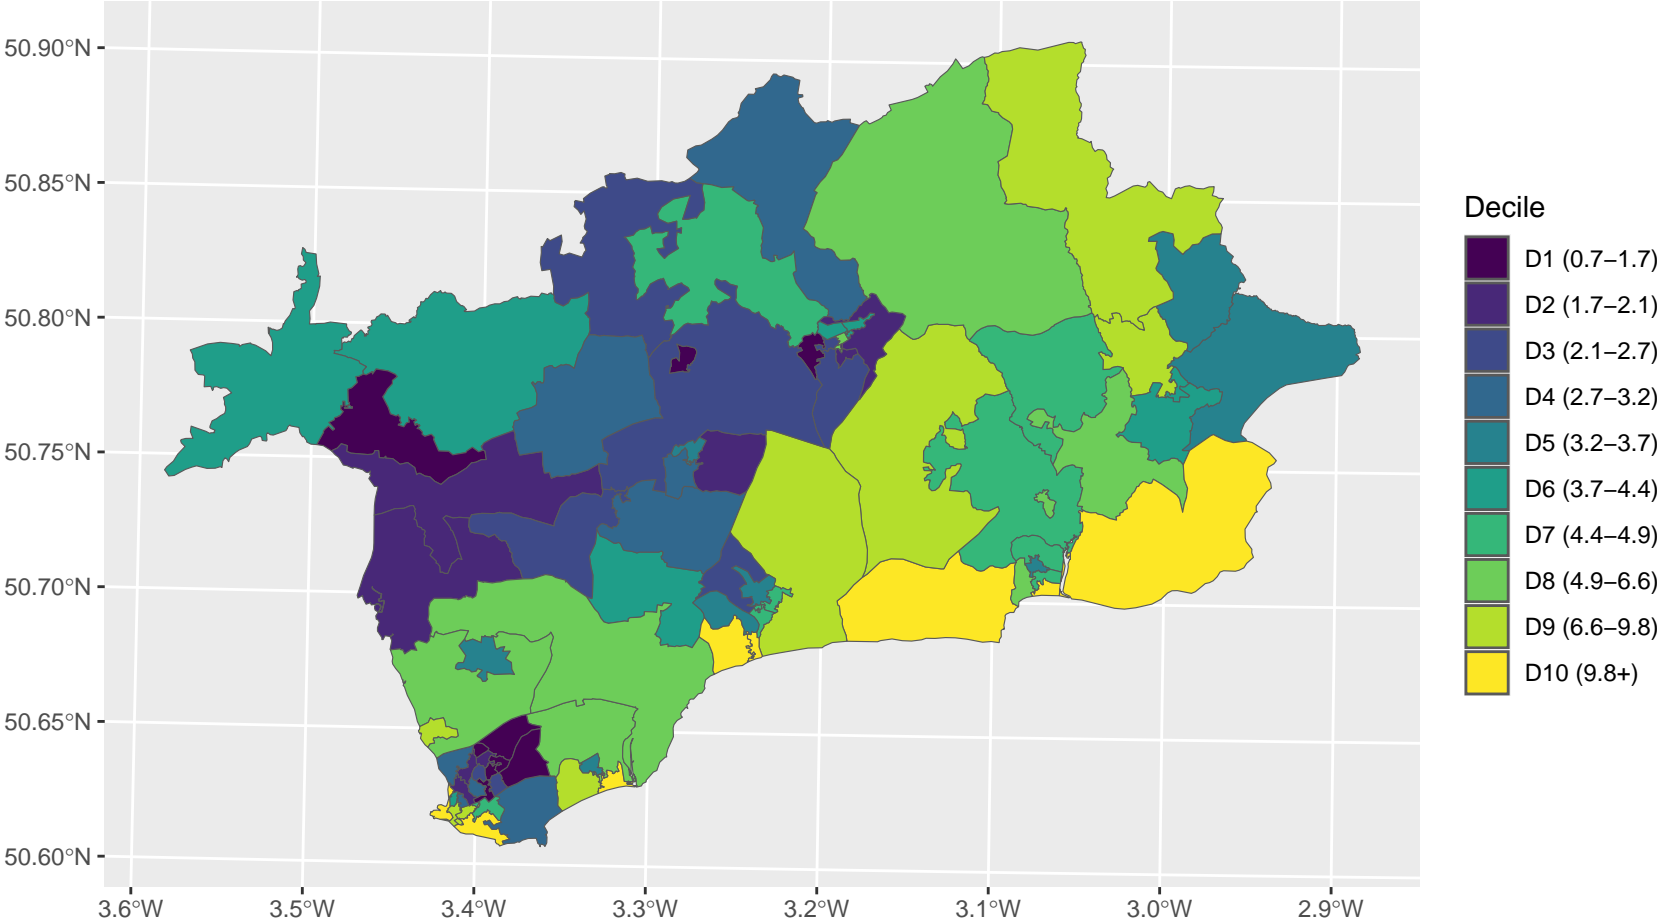 50.90°N
50.85°N
50.80°N
50.75°N
50.70°N
50.65°N
50.60°N
3.6°W 3.5°W 3.4°W 3.3°W 3.2°W 3.1°W 3.0°W 2.9°W
Decile
D1 (0.7–1.7)
D2 (1.7–2.1)
D3 (2.1–2.7)
D4 (2.7–3.2)
D5 (3.2–3.7)
D6 (3.7–4.4)
D7 (4.4–4.9)
D8 (4.9–6.6)
D9 (6.6–9.8)
D10 (9.8+)